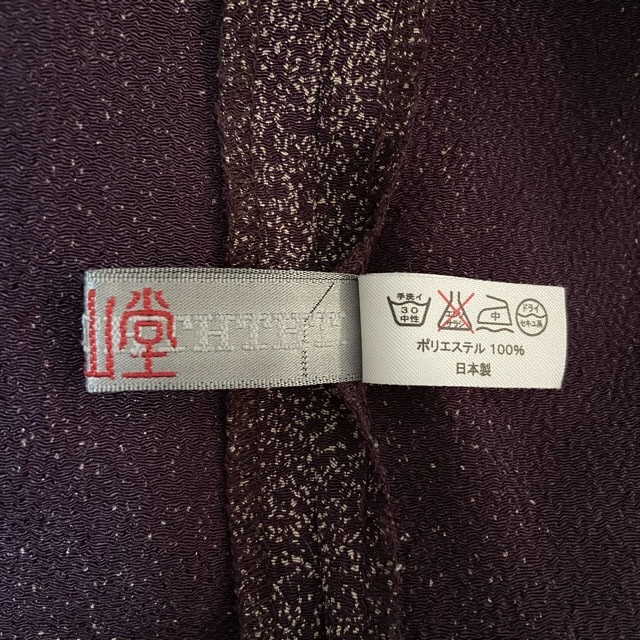 堂
手洗イ
30
中性
中
ドライ
セキユ系
ポリエステル 100%
日本製